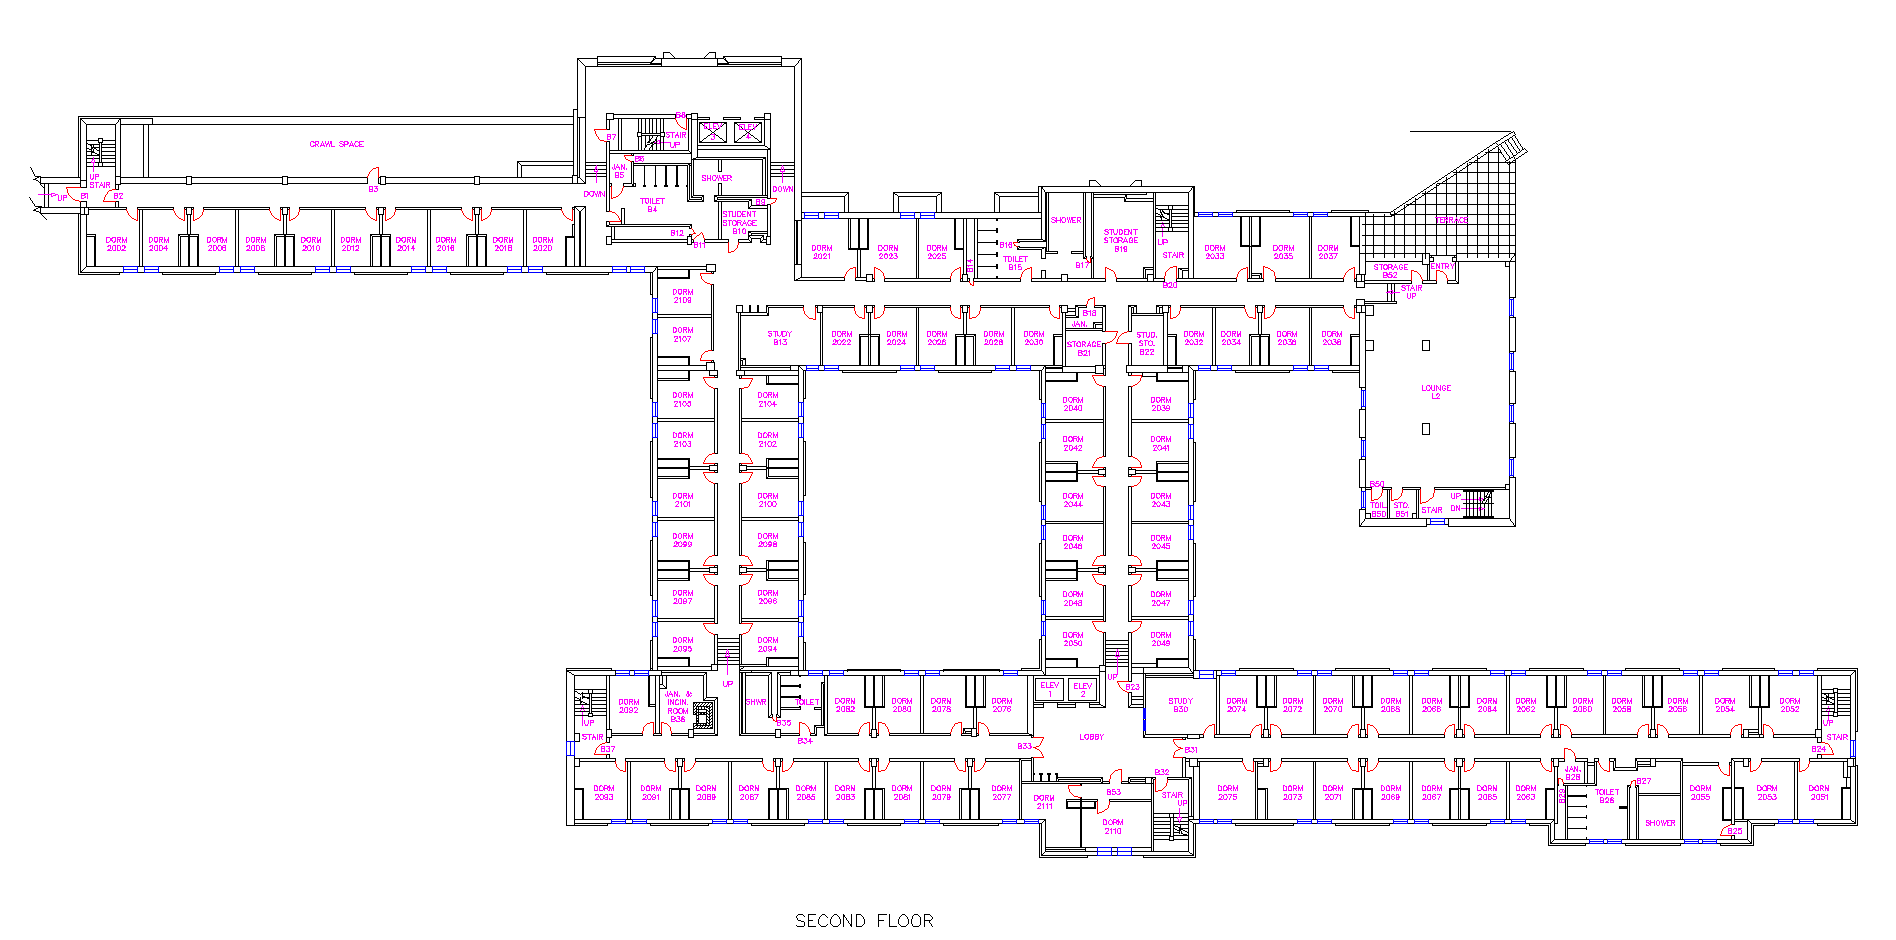 CRAWL SPACE
UP
STAIR
UP
B1
B2
B3
DORM
2002
DORM
2004
DORM
2006
DORM
2008
DORM
2010
DORM
2012
DORM
2014
DORM
2016
DORM
2018
DORM
2020
DOWN
B7
B8
STAIR
UP
ELEV
3
ELEV
4
B6
JAN.
B5
TOILET
B4
SHOWER
DOWN
B9
STUDENT
STORAGE
B10
B12
B11
DORM
2021
DORM
2023
DORM
2025
B14
B16
TOILET
B15
SHOWER
B17
STUDENT
STORAGE
B19
UP
STAIR
B20
DORM
2033
DORM
2035
DORM
2037
TERRACE
STORAGE
B52
ENTRY
STAIR
UP
DORM
2109
DORM
2107
STUDY
B13
DORM
2022
DORM
2024
DORM
2026
DORM
2028
DORM
2030
B18
JAN.
STORAGE
B21
STUD.
STO.
B22
DORM
2032
DORM
2034
DORM
2036
DORM
2038
LOUNGE
L2
B50
TOIL.
B50
STO.
B51
STAIR
UP
DN
DORM
2105
DORM
2104
DORM
2103
DORM
2102
DORM
2101
DORM
2100
DORM
2099
DORM
2098
DORM
2097
DORM
2096
DORM
2095
DORM
2094
UP
DORM
2040
DORM
2039
DORM
2042
DORM
2041
DORM
2044
DORM
2043
DORM
2046
DORM
2045
DORM
2048
DORM
2047
DORM
2050
DORM
2049
UP
UP
STAIR
B37
DORM
2092
JAN. &
INCIN.
ROOM
B36
SHWR
B35
TOILET
B34
DORM
2082
DORM
2080
DORM
2078
DORM
2076
ELEV
1
ELEV
2
B23
LOBBY
B33
B31
B32
STUDY
B30
DORM
2074
DORM
2072
DORM
2070
DORM
2068
DORM
2066
DORM
2064
DORM
2062
DORM
2060
DORM
2058
DORM
2056
DORM
2054
DORM
2052
UP
STAIR
B24
DORM
2093
DORM
2091
DORM
2089
DORM
2087
DORM
2085
DORM
2083
DORM
2081
DORM
2079
DORM
2077
DORM
2111
B53
DORM
2110
STAIR
UP
DORM
2075
DORM
2073
DORM
2071
DORM
2069
DORM
2067
DORM
2065
DORM
2063
JAN.
B28
B29
TOILET
B26
B27
SHOWER
DORM
2055
B25
DORM
2053
DORM
2051
SECOND FLOOR